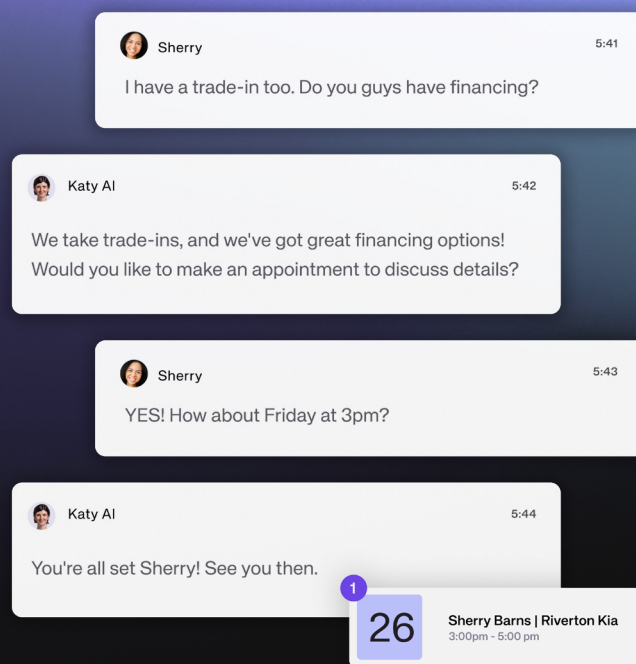 Sherry
5:41
I have a trade-in too. Do you guys have financing?
Katy AI
5:42
We take trade-ins, and we've got great financing options!
Would you like to make an appointment to discuss details?
Sherry
5:43
YES! How about Friday at 3pm?
Katy AI
5:44
You're all set Sherry! See you then.
1
26
Sherry Barns | Riverton Kia
3:00pm - 5:00 pm